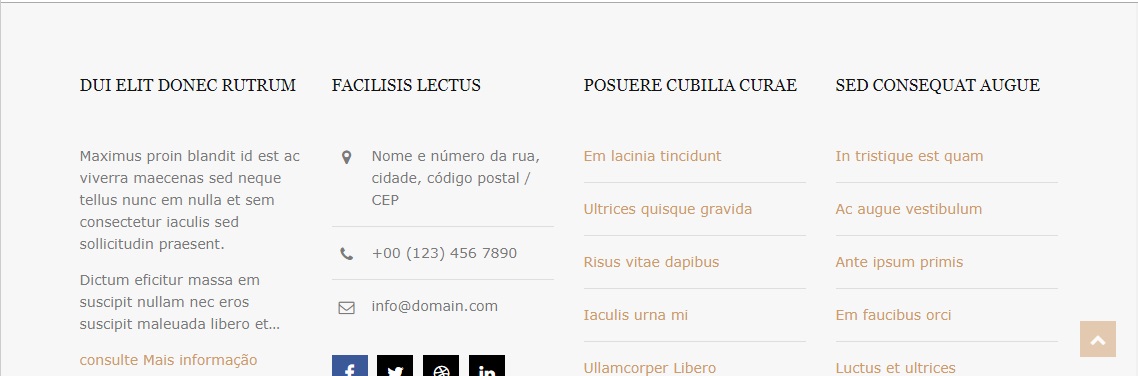 DUI ELIT DONEC RUTRUM
Maximus proin blandit id est ac
viverra maecenas sed neque
tellus nunc em nulla et sem
consectetur iaculis sed
sollicitudin praesent.
Dictum eficitur massa em
suscipit nullam nec eros
suscipit maleuada libero et…
consulte Mais informação
FACILISIS LECTUS
Nome e número da rua,
cidade, código postal /
CEP
+00 (123) 456 7890
info@domain.com
POSUERE CUBILIA CURAE
Em lacinia tincidunt
Ultrices quisque gravida
Risus vitae dapibus
Iaculis urna mi
Ullamcorper Libero
SED CONSEQUAT AUGUE
In tristique est quam
Ac augue vestibulum
Ante ipsum primis
Em faucibus orci
Luctus et ultrices